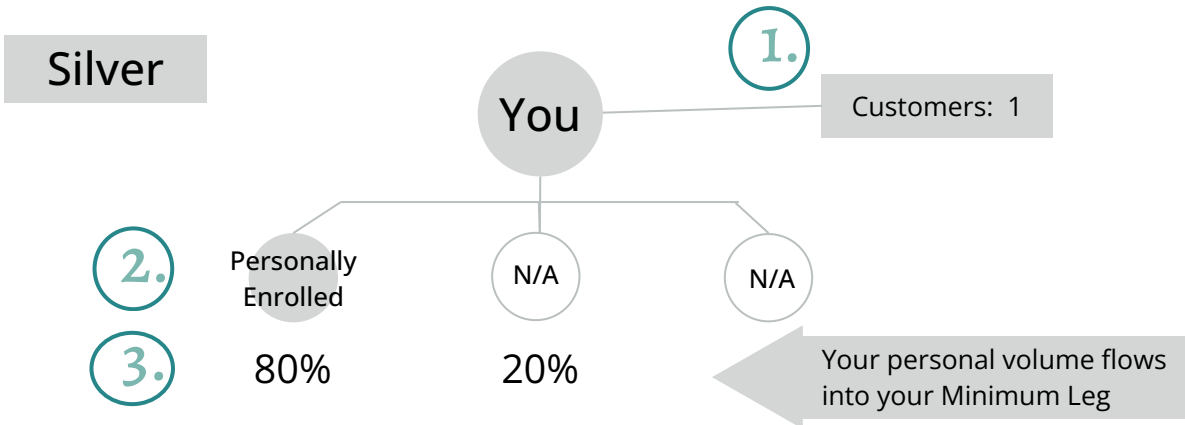 Silver
1.
You
Customers: 1
2.
Personally
Enrolled
N/A
N/A
3.
80%
20%
Your personal volume flows
into your Minimum Leg